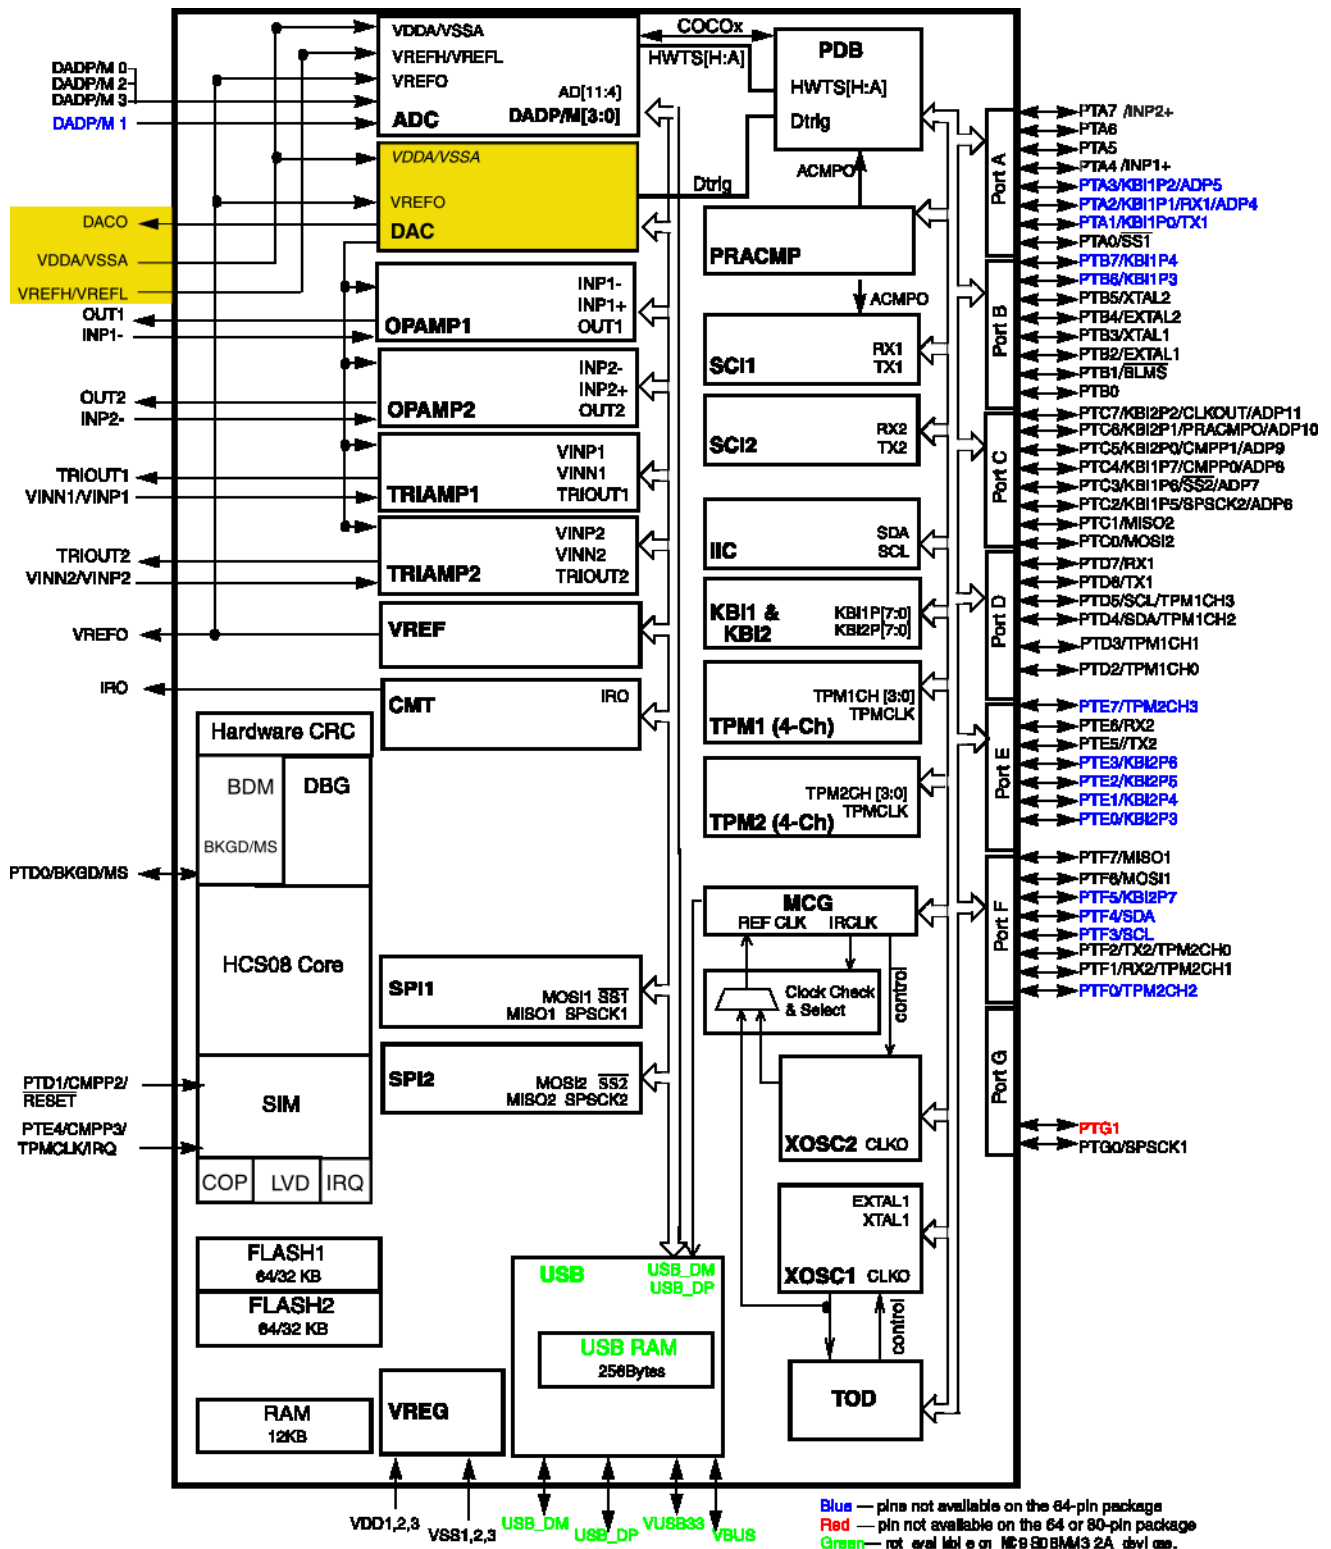 DADP/M 0
DADP/M 2
DADP/M 3
DADP/M 1
DACO
VDDA/VSSA
VREFH/VREFL
OUT1
INP1-
OUT2
INP2-
TRIOUT1
VINN1/VINP1
TRIOUT2
VINN2/VINP2
VREFO
IRO
PTD0/BKGD/MS
PTD1/CMPP2/
RESET
PTE4/CMPP3/
TPMCLK/IRQ
VDDA/VSSA
VREFH/VREFL
VREFO
AD[11:4]
DADP/M[3:0]
ADC
VDDA/VSSA
VREFO
DAC
INP1-
INP1+
OUT1
OPAMP1
INP2-
INP2+
OUT2
OPAMP2
VINP1
VINN1
TRIOUT1
TRIAMP1
VINP2
VINN2
TRIOUT2
TRIAMP2
VREF
IRO
CMT
Hardware CRC
BDM
DBG
BKGD/MS
HCS08 Core
SIM
COP
LVD
IRQ
SPI1
MOSI1 SS1
MISO1 SPSCK1
SPI2
MOSI2 SS2
MISO2 SPSCK2
FLASH1
64/32 KB
FLASH2
64/32 KB
RAM
12KB
VREG
VDD1,2,3
VSS1,2,3
USB
USB_DM
USB_DP
USB RAM
256Bytes
USB_DM
USB_DP
VUSB33
VBUS
COCOx
HWTS[H:A]
PDB
HWTS[H:A]
Dtrig
Dtrig
ACMPO
PRACMP
ACMPO
RX1
TX1
SCI1
RX2
TX2
SCI2
SDA
SCL
IIC
KBI1 &
KBI2
KBI1P[7:0]
KBI2P[7:0]
TPM1CH [3:0]
TPMCLK
TPM1 (4-Ch)
TPM2CH [3:0]
TPMCLK
TPM2 (4-Ch)
MCG
REF CLK IRCLK
Clock Check
& Select
control
XOSC2 CLKO
EXTAL1
XTAL1
XOSC1 CLKO
control
TOD
Port A
Port B
Port C
Port D
Port E
Port F
Port G
PTA7 /INP2+
PTA6
PTA5
PTA4 /INP1+
PTA3/KBI1P2/ADP5
PTA2/KBI1P1/RX1/ADP4
PTA1/KBI1P0/TX1
PTA0/SS1
PTB7/KBI1P4
PTB6/KBI1P3
PTB5/XTAL2
PTB4/EXTAL2
PTB3/XTAL1
PTB2/EXTAL1
PTB1/BLMS
PTB0
PTC7/KBI2P2/CLKOUT/ADP11
PTC6/KBI2P1/PRACMPO/ADP10
PTC5/KBI2P0/CMPP1/ADP9
PTC4/KBI1P7/CMPP0/ADP8
PTC3/KBI1P6/SS2/ADP7
PTC2/KBI1P5/SPSCK2/ADP6
PTC1/MISO2
PTC0/MOSI2
PTD7/RX1
PTD6/TX1
PTD5/SCL/TPM1CH3
PTD4/SDA/TPM1CH2
PTD3/TPM1CH1
PTD2/TPM1CH0
PTE7/TPM2CH3
PTE6/RX2
PTE5//TX2
PTE3/KBI2P6
PTE2/KBI2P5
PTE1/KBI2P4
PTE0/KBI2P3
PTF7/MISO1
PTF6/MOSI1
PTF5/KBI2P7
PTF4/SDA
PTF3/SCL
PTF2/TX2/TPM2CH0
PTF1/RX2/TPM2CH1
PTF0/TPM2CH2
PTG1
PTG0/SPSCK1
Blue — pins not available on the 64-pin package
Red — pin not available on the 64 or 80-pin package
Green — not available on MC9S08MM32A devices.